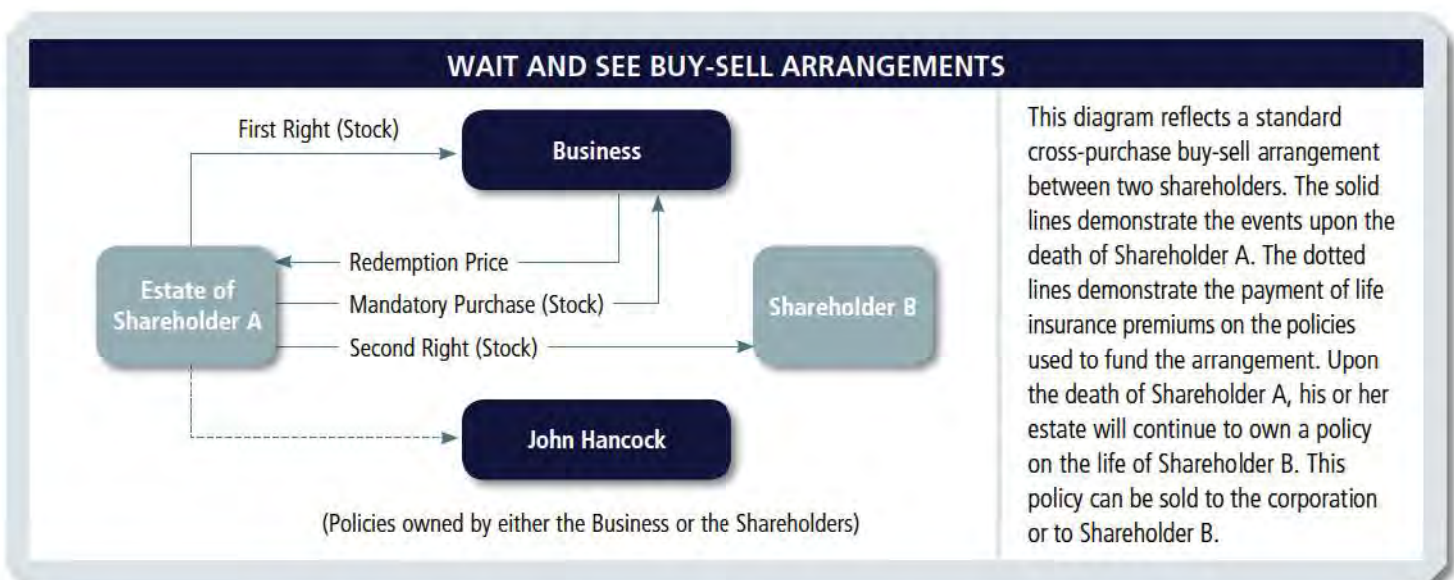 WAIT AND SEE BUY-SELL ARRANGEMENTS
First Right (Stock)
Business
Redemption Price
Mandatory Purchase (Stock)
Second Right (Stock)
Estate of
Shareholder A
Shareholder B
John Hancock
(Policies owned by either the Business or the Shareholders)
This diagram reflects a standard
cross-purchase buy-sell arrangement
between two shareholders. The solid
lines demonstrate the events upon the
death of Shareholder A. The dotted
lines demonstrate the payment of life
insurance premiums on the policies
used to fund the arrangement. Upon
the death of Shareholder A, his or her
estate will continue to own a policy
on the life of Shareholder B. This
policy can be sold to the corporation
or to Shareholder B.